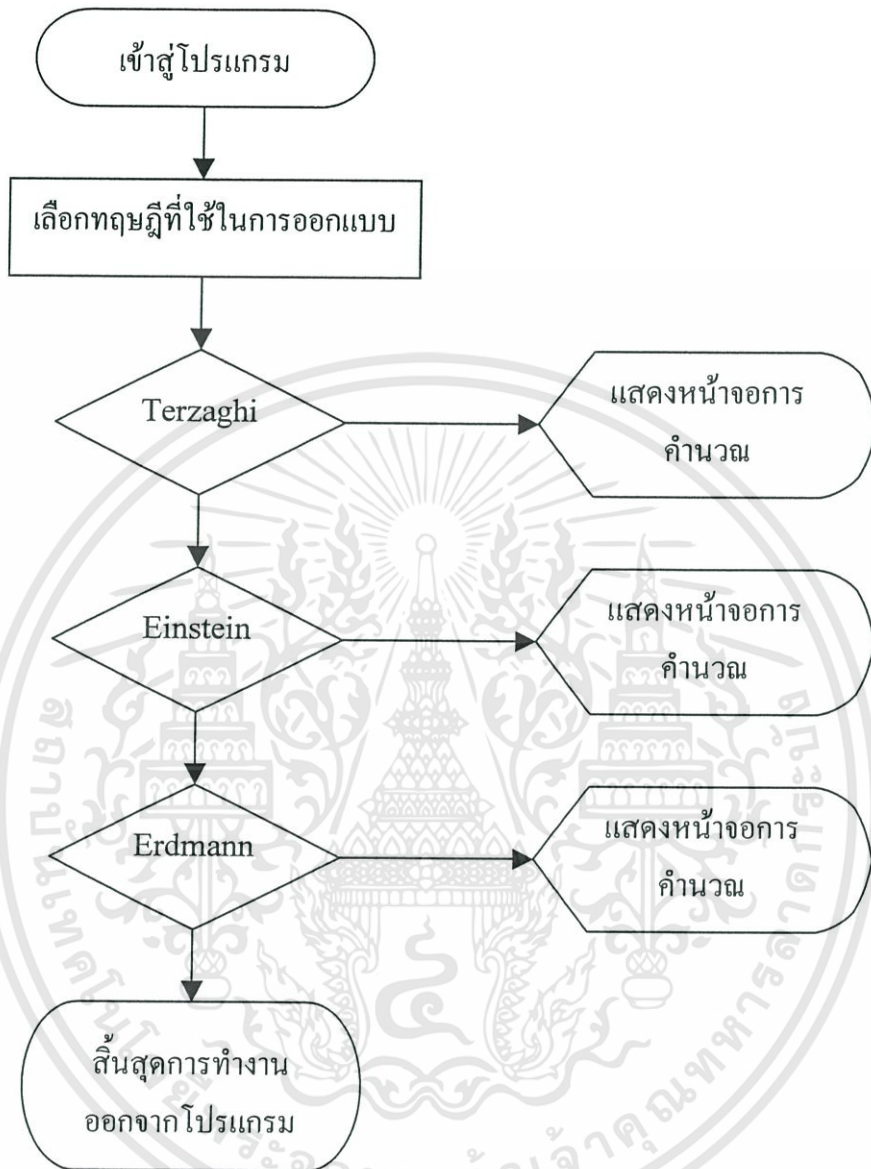 เข้าสู่โปรแกรม
เลือกทฤษฎีที่ใช้ในการออกแบบ
Terzaghi
แสดงหน้าจอการ
คำนวณ
Einstein
แสดงหน้าจอการ
คำนวณ
Erdmann
แสดงหน้าจอการ
คำนวณ
สิ้นสุดการทำงาน
ออกจากโปรแกรม